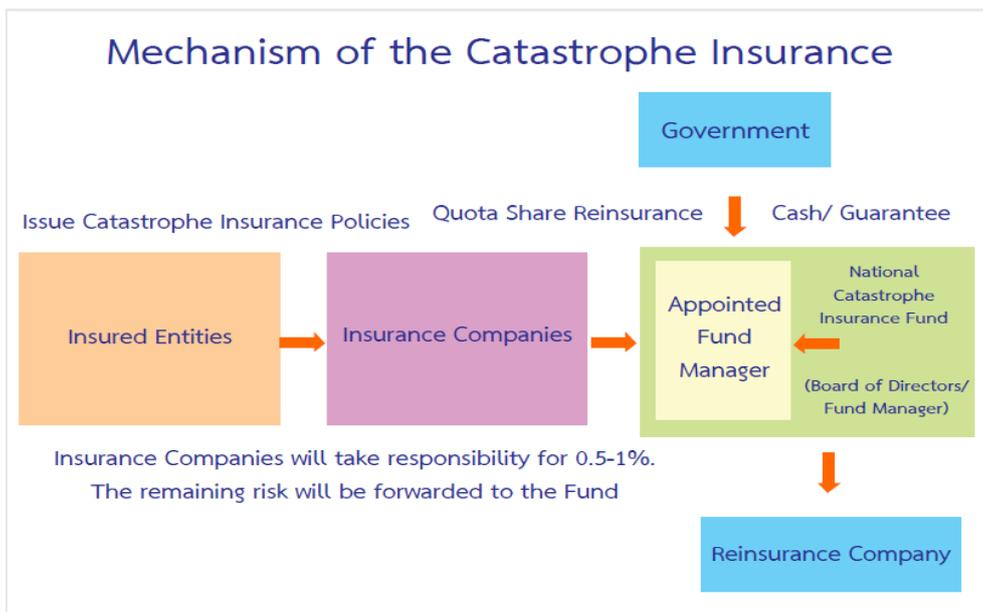 Mechanism of the Catastrophe Insurance
Government
Issue Catastrophe Insurance Policies
Quota Share Reinsurance
Cash/ Guarantee
Insured Entities
Insurance Companies
Appointed
Fund
Manager
National
Catastrophe
Insurance Fund
(Board of Directors/
Fund Manager)
Insurance Companies will take responsibility for 0.5-1%.
The remaining risk will be forwarded to the Fund
Reinsurance Company